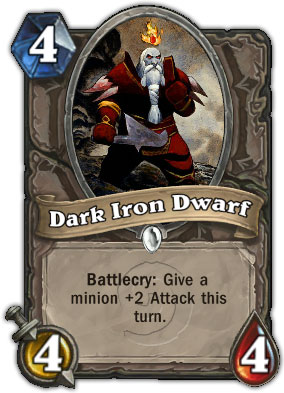 4
Dark Iron Dwarf
Battlecry: Give a
minion +2 Attack this
turn.
4 4